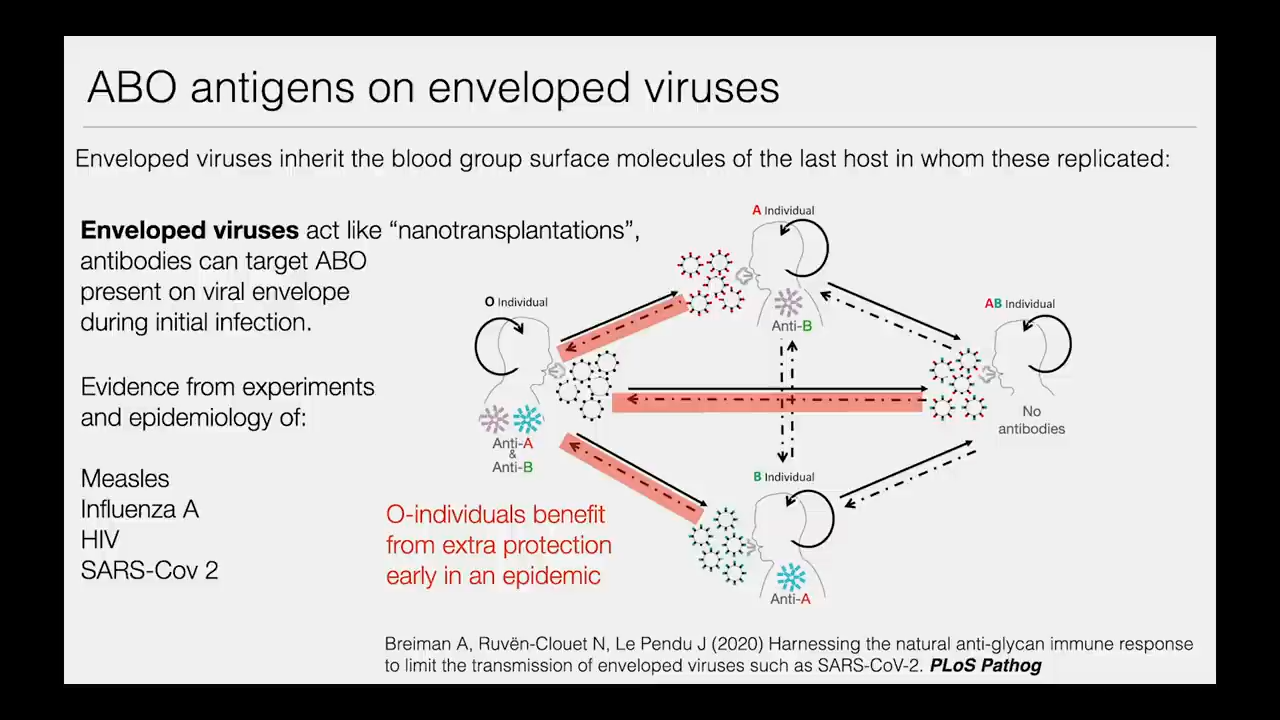 ABO antigens on enveloped viruses
Enveloped viruses inherit the blood group surface molecules of the last host in whom these replicated:
Enveloped viruses act like “nanotransplantations”,
antibodies can target ABO
present on viral envelope
during initial infection.
Evidence from experiments
and epidemiology of:
Measles
Influenza A
HIV
SARS-Cov 2
A Individual
Anti-B
O Individual
Anti-A
&
Anti-B
AB Individual
No
antibodies
B Individual
Anti-A
O-individuals benefit
from extra protection
early in an epidemic
Breiman A, Ruvën-Clouet N, Le Pendu J (2020) Harnessing the natural anti-glycan immune response
to limit the transmission of enveloped viruses such as SARS-CoV-2. PLoS Pathog